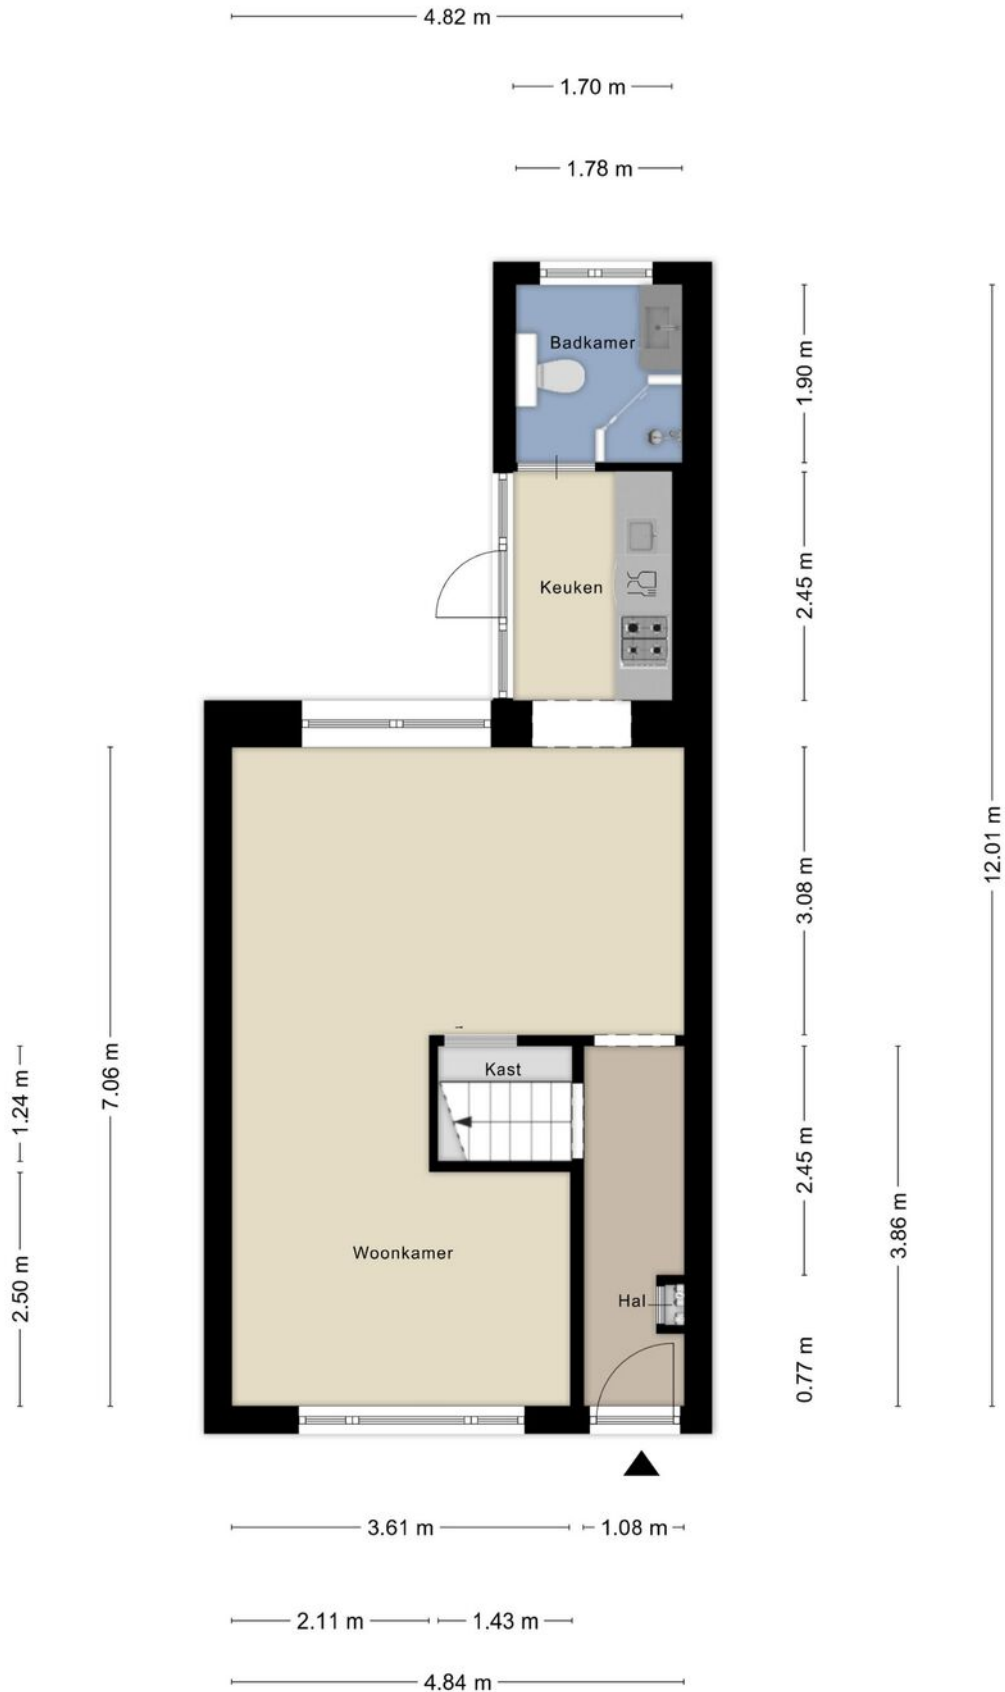 4.82 m
1.70 m
1.78 m
Badkamer
1.90 m
Keuken
2.45 m
12.01 m
3.08 m
7.06 m
1.24 m
Kast
2.45 m
3.86 m
Woonkamer
2.50 m
Hal
0.77 m
3.61 m
1.08 m
2.11 m
1.43 m
4.84 m